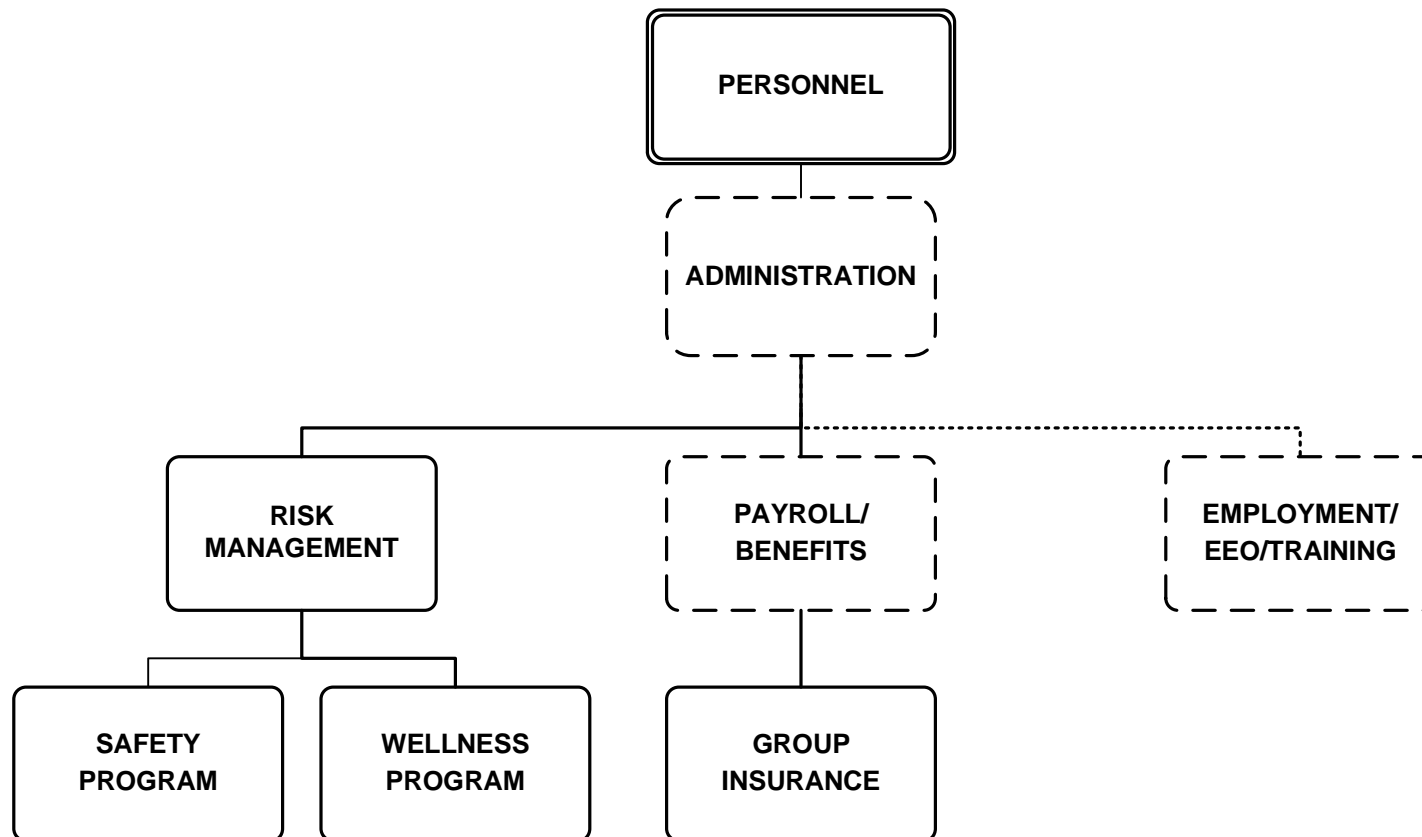 PERSONNEL
ADMINISTRATION
RISK
MANAGEMENT
PAYROLL/
BENEFITS
EMPLOYMENT/
EEO/TRAINING
SAFETY
PROGRAM
WELLNESS
PROGRAM
GROUP
INSURANCE